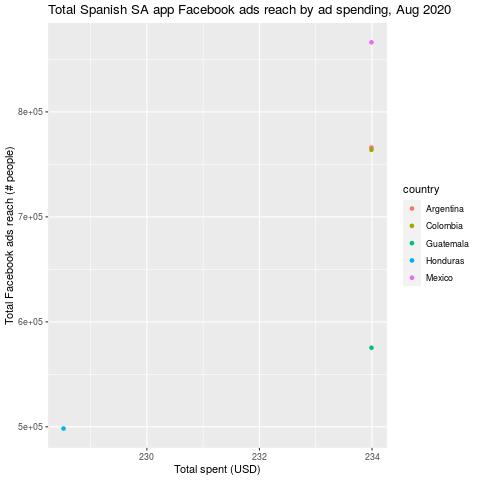 Total Spanish SA app Facebook ads reach by ad spending, Aug 2020
Total Facebook ads reach (# people)
8e+05
7e+05
6e+05
5e+05
230
232
234
Total spent (USD)
country
Argentina
Colombia
Guatemala
Honduras
Mexico